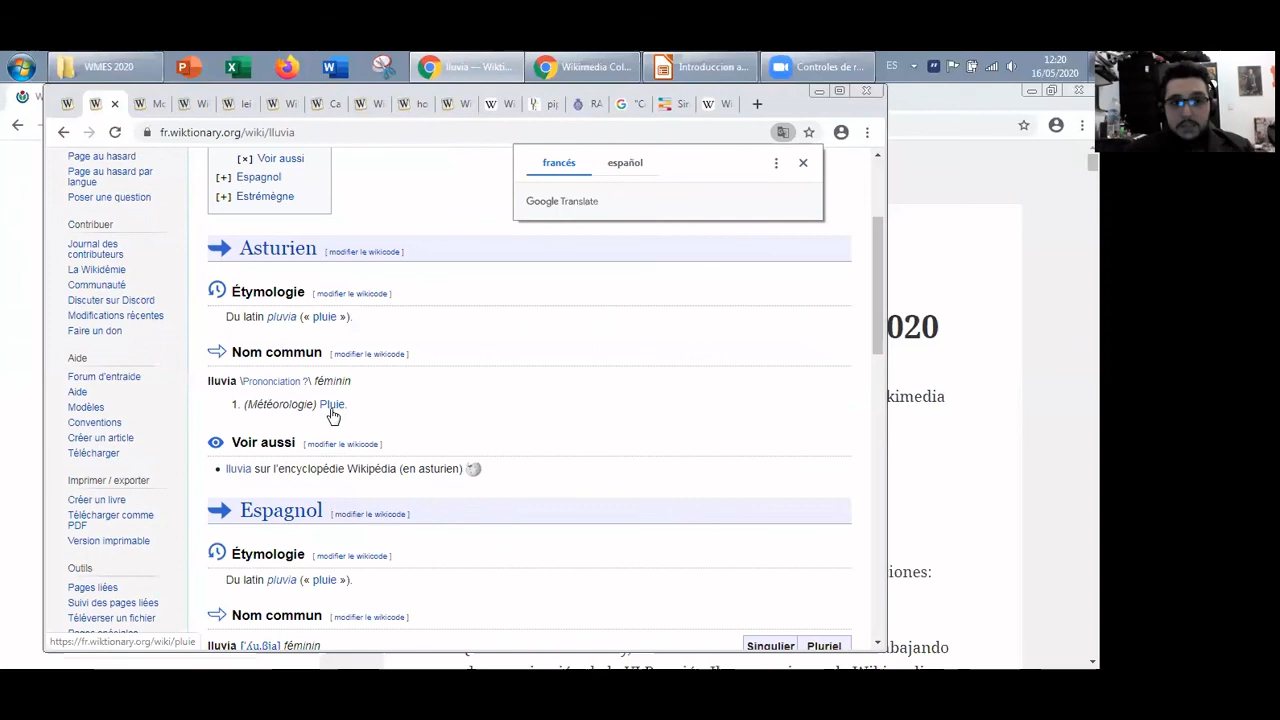 WMES 2020
lluvia — Wikti...
Wikimedia Col...
Introduccion a...
Controles de r...
ES
12:20
16/05/2020
fr.wiktionary.org/wiki/lluvia
francés
español
Google Translate
Page au hasard
Page au hasard par
langue
Poser une question
Contribuer
Journal des
contributeurs
La Wikidémie
Communauté
Discuter sur Discord
Modifications récentes
Faire un don
Aide
Forum d'entraide
Aide
Modèles
Conventions
Créer un article
Télécharger
Imprimer / exporter
Créer un livre
Télécharger comme
PDF
Version imprimable
Outils
Pages liées
Suivi des pages liées
Téléverser un fichier
Pages spéciales
https://fr.wiktionary.org/wiki/pluie
[×] Voir aussi
[+] Espagnol
[+] Estrémègne
Asturien [ modifier le wikicode ]
Étymologie [ modifier le wikicode ]
Du latin pluvia (« pluie »).
Nom commun [ modifier le wikicode ]
lluvia \Prononciation ?\ féminin
1. (Météorologie) Pluie.
Voir aussi [ modifier le wikicode ]
• lluvia sur l'encyclopédie Wikipédia (en asturien)
Espagnol [ modifier le wikicode ]
Étymologie [ modifier le wikicode ]
Du latin pluvia (« pluie »).
Nom commun [ modifier le wikicode ]
lluvia [ˈʎu.βja] féminin
Singulier Pluriel
020
kimedia
iones:
abajando